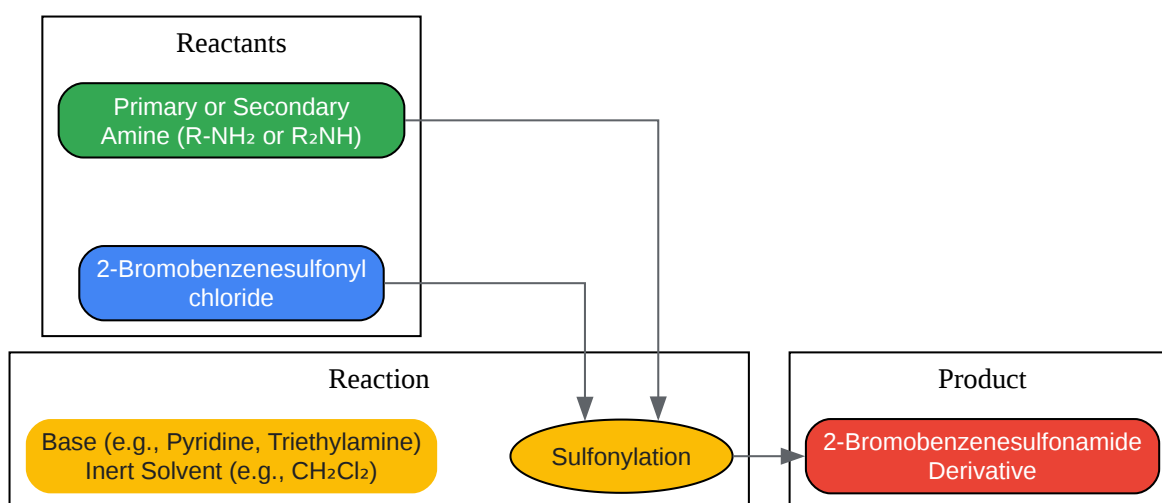 Reactants
Primary or Secondary
Amine (R-NH₂ or R₂NH)
2-Bromobenzenesulfonyl
chloride
Reaction
Base (e.g., Pyridine, Triethylamine)
Inert Solvent (e.g., CH₂Cl₂)
Sulfonylation
Product
2-Bromobenzenesulfonamide
Derivative